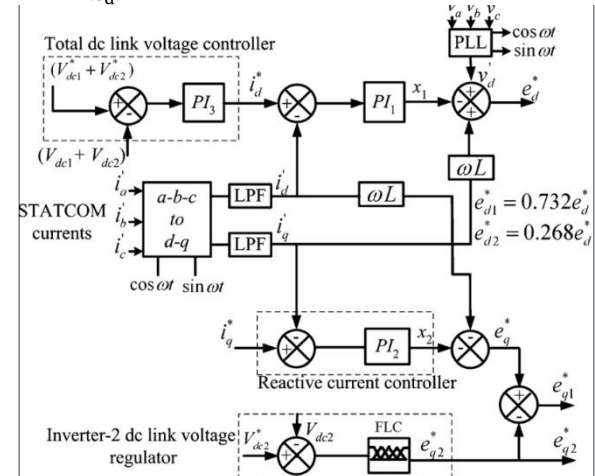 v_a v_b v_c
PLL
cos ωt
sin ωt
Total dc link voltage controller
(V*_dc1 + V*_dc2)
PI_3
i*_d
PI_1
x_1
v'_d
e*_d
(V_dc1 + V_dc2)
ωL
STATCOM
currents
i'_a
i'_b
i'_c
a-b-c
to
d-q
LPF
i'_d
ωL
LPF
i'_q
e*_d1 = 0.732e*_d
e*_d2 = 0.268e*_d
cos ωt sin ωt
i*_q
PI_2
x_2
e*_q
Reactive current controller
e*_q1
Inverter-2 dc link voltage
regulator
V*_dc2
V_dc2
FLC
e*_q2
e*_q2